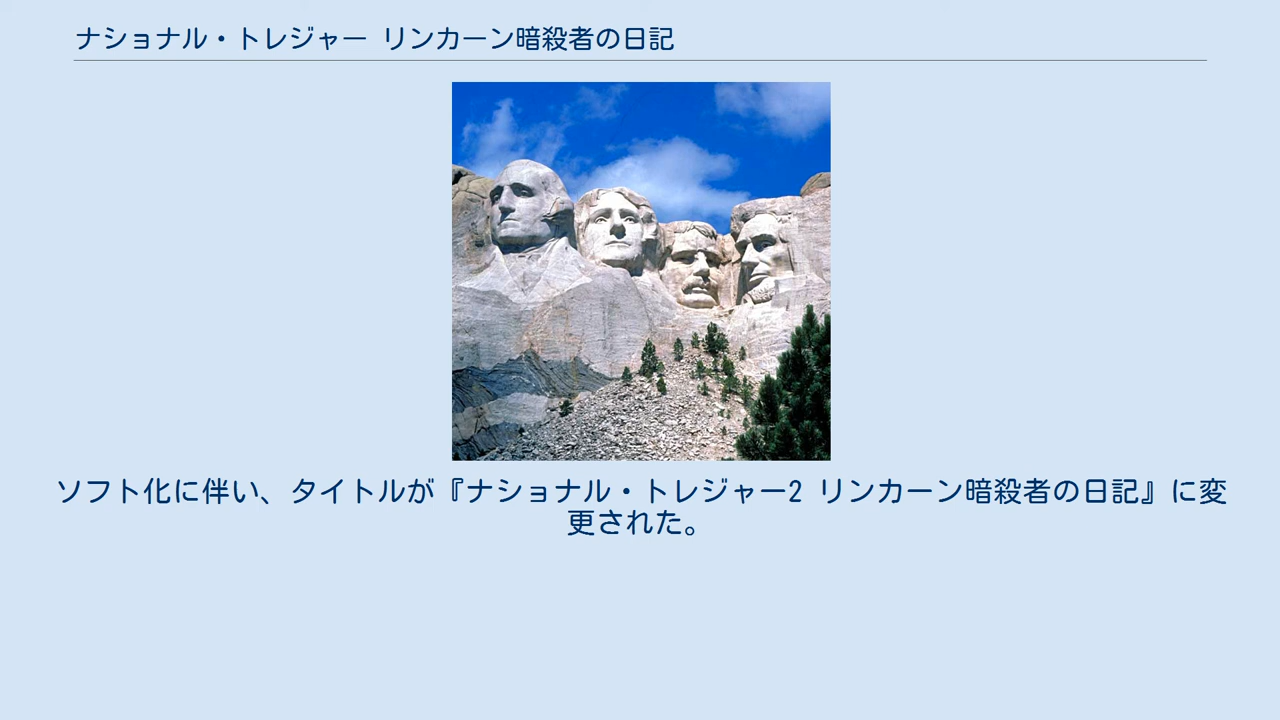 ナショナル・トレジャー リンカーン暗殺者の日記
ソフト化に伴い、タイトルが『ナショナル・トレジャー2 リンカーン暗殺者の日記』に変
更された。